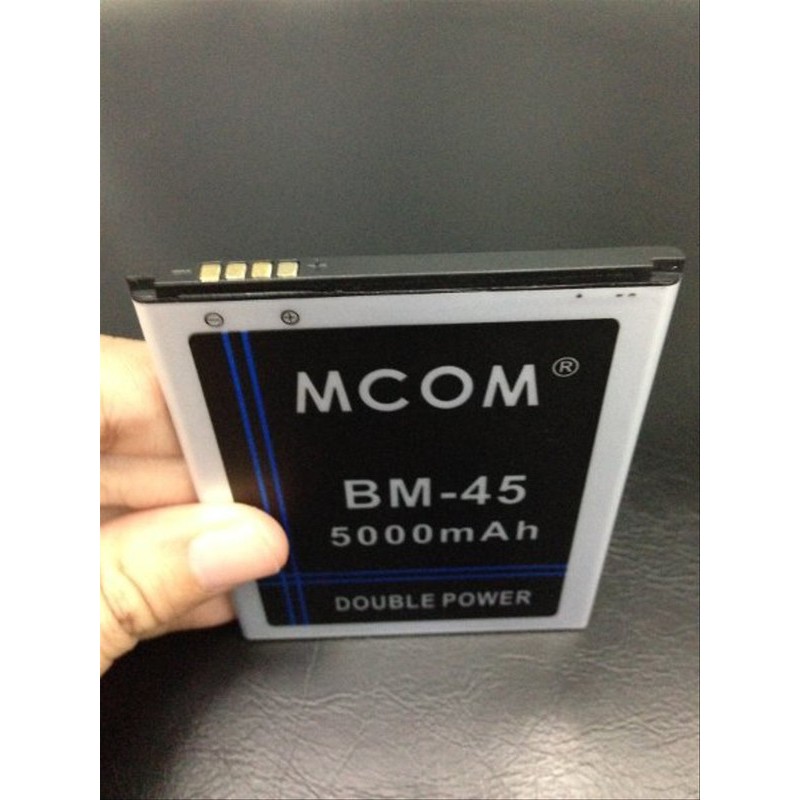 − +
⊖ ⊕
MCOM®
BM-45
5000mAh
DOUBLE POWER